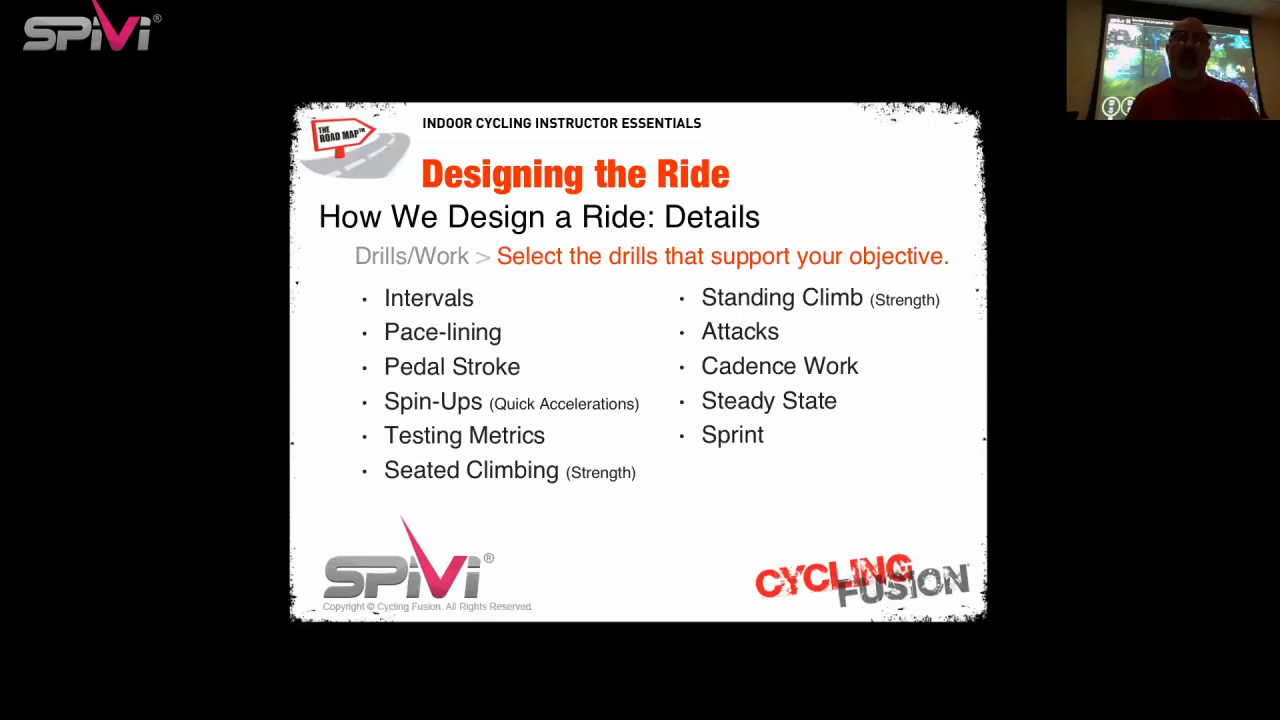 SPiVi®
THE
ROAD MAP™
INDOOR CYCLING INSTRUCTOR ESSENTIALS
Designing the Ride
How We Design a Ride: Details
Drills/Work > Select the drills that support your objective.
• Intervals
• Pace-lining
• Pedal Stroke
• Spin-Ups (Quick Accelerations)
• Testing Metrics
• Seated Climbing (Strength)
• Standing Climb (Strength)
• Attacks
• Cadence Work
• Steady State
• Sprint
SPiVi®
Copyright © Cycling Fusion. All Rights Reserved.
CYCLING
FUSION